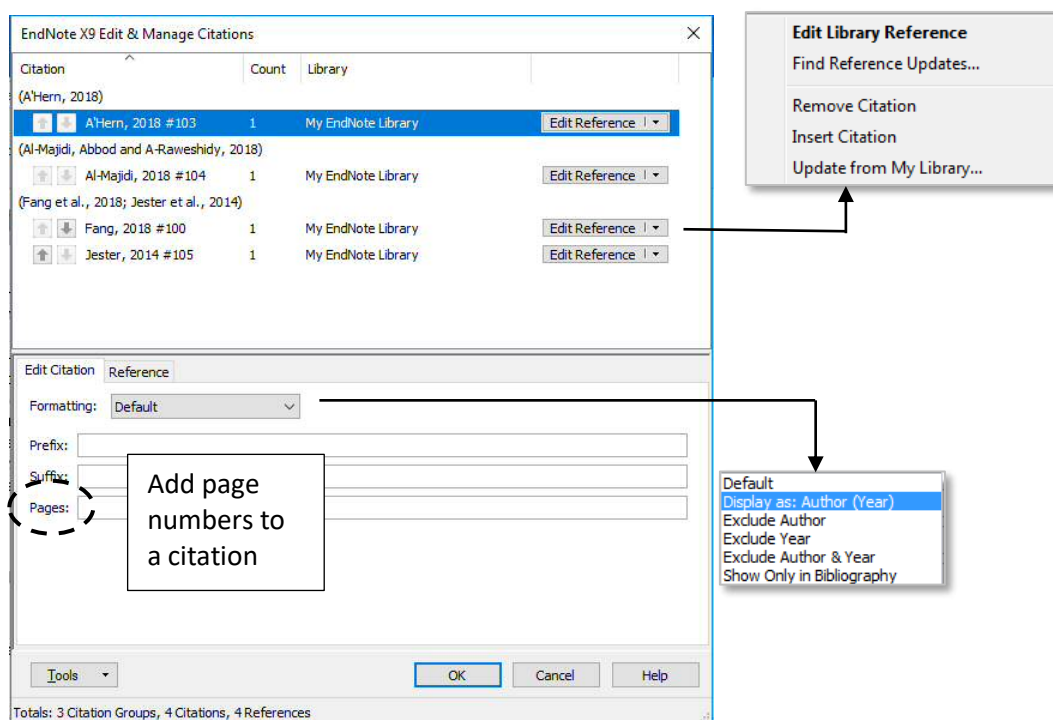 EndNote X9 Edit & Manage Citations
Citation Count Library
(A'Hern, 2018)
A'Hern, 2018 #103 1 My EndNote Library Edit Reference
(Al-Majidi, Abbod and A-Raweshidy, 2018)
Al-Majidi, 2018 #104 1 My EndNote Library Edit Reference
(Fang et al., 2018; Jester et al., 2014)
Fang, 2018 #100 1 My EndNote Library Edit Reference
Jester, 2014 #105 1 My EndNote Library Edit Reference
Edit Library Reference
Find Reference Updates...
Remove Citation
Insert Citation
Update from My Library...
Edit Citation Reference
Formatting: Default
Prefix:
Suffix:
Pages:
Add page
numbers to
a citation
Default
Display as: Author (Year)
Exclude Author
Exclude Year
Exclude Author & Year
Show Only in Bibliography
Tools OK Cancel Help
Totals: 3 Citation Groups, 4 Citations, 4 References